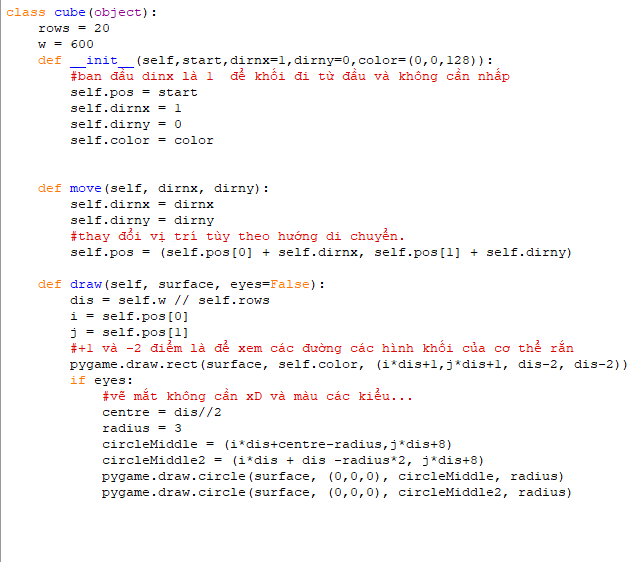 class cube(object):
    rows = 20
    w = 600
    def __init__(self,start,dirnx=1,dirny=0,color=(0,0,128)):
        #ban đầu dinx là 1  để khối đi từ đầu và không cần nhấp
        self.pos = start
        self.dirnx = 1
        self.dirny = 0
        self.color = color
    def move(self, dirnx, dirny):
        self.dirnx = dirnx
        self.dirny = dirny
        #thay đổi vị trí tùy theo hướng di chuyển.
        self.pos = (self.pos[0] + self.dirnx, self.pos[1] + self.dirny)
    def draw(self, surface, eyes=False):
        dis = self.w // self.rows
        i = self.pos[0]
        j = self.pos[1]
        #+1 và -2 điểm là để xem các đường các hình khối của cơ thể rắn
        pygame.draw.rect(surface, self.color, (i*dis+1,j*dis+1, dis-2, dis-2))
        if eyes:
            #vẽ mắt không cần xD và màu các kiểu...
            centre = dis//2
            radius = 3
            circleMiddle = (i*dis+centre-radius,j*dis+8)
            circleMiddle2 = (i*dis + dis -radius*2, j*dis+8)
            pygame.draw.circle(surface, (0,0,0), circleMiddle, radius)
            pygame.draw.circle(surface, (0,0,0), circleMiddle2, radius)